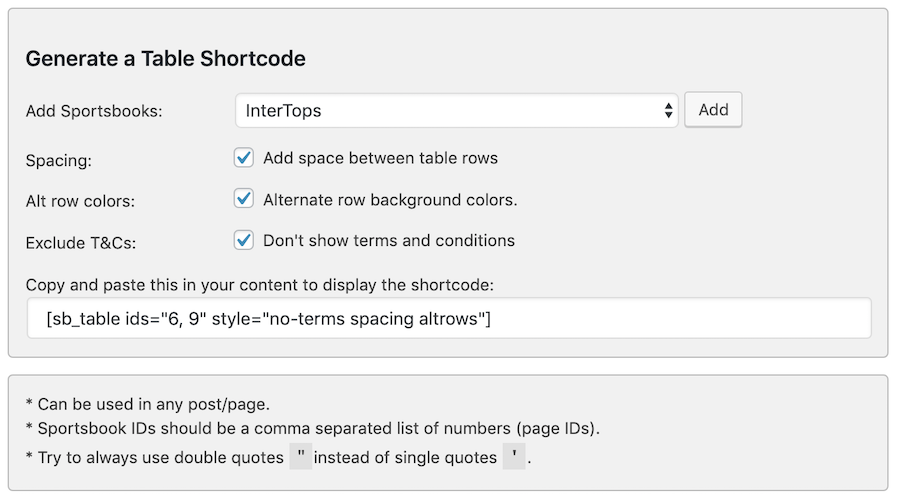 Generate a Table Shortcode
Add Sportsbooks: InterTops Add
Spacing: Add space between table rows
Alt row colors: Alternate row background colors.
Exclude T&Cs: Don't show terms and conditions
Copy and paste this in your content to display the shortcode:
[sb_table ids="6, 9" style="no-terms spacing altrows"]
* Can be used in any post/page.
* Sportsbook IDs should be a comma separated list of numbers (page IDs).
* Try to always use double quotes " instead of single quotes ' .